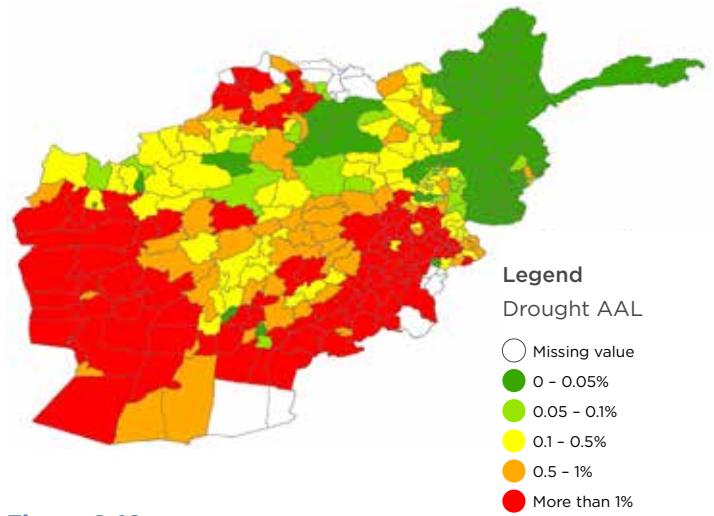 Legend
Drought AAL
Missing value
0 – 0.05%
0.05 – 0.1%
0.1 – 0.5%
0.5 – 1%
More than 1%